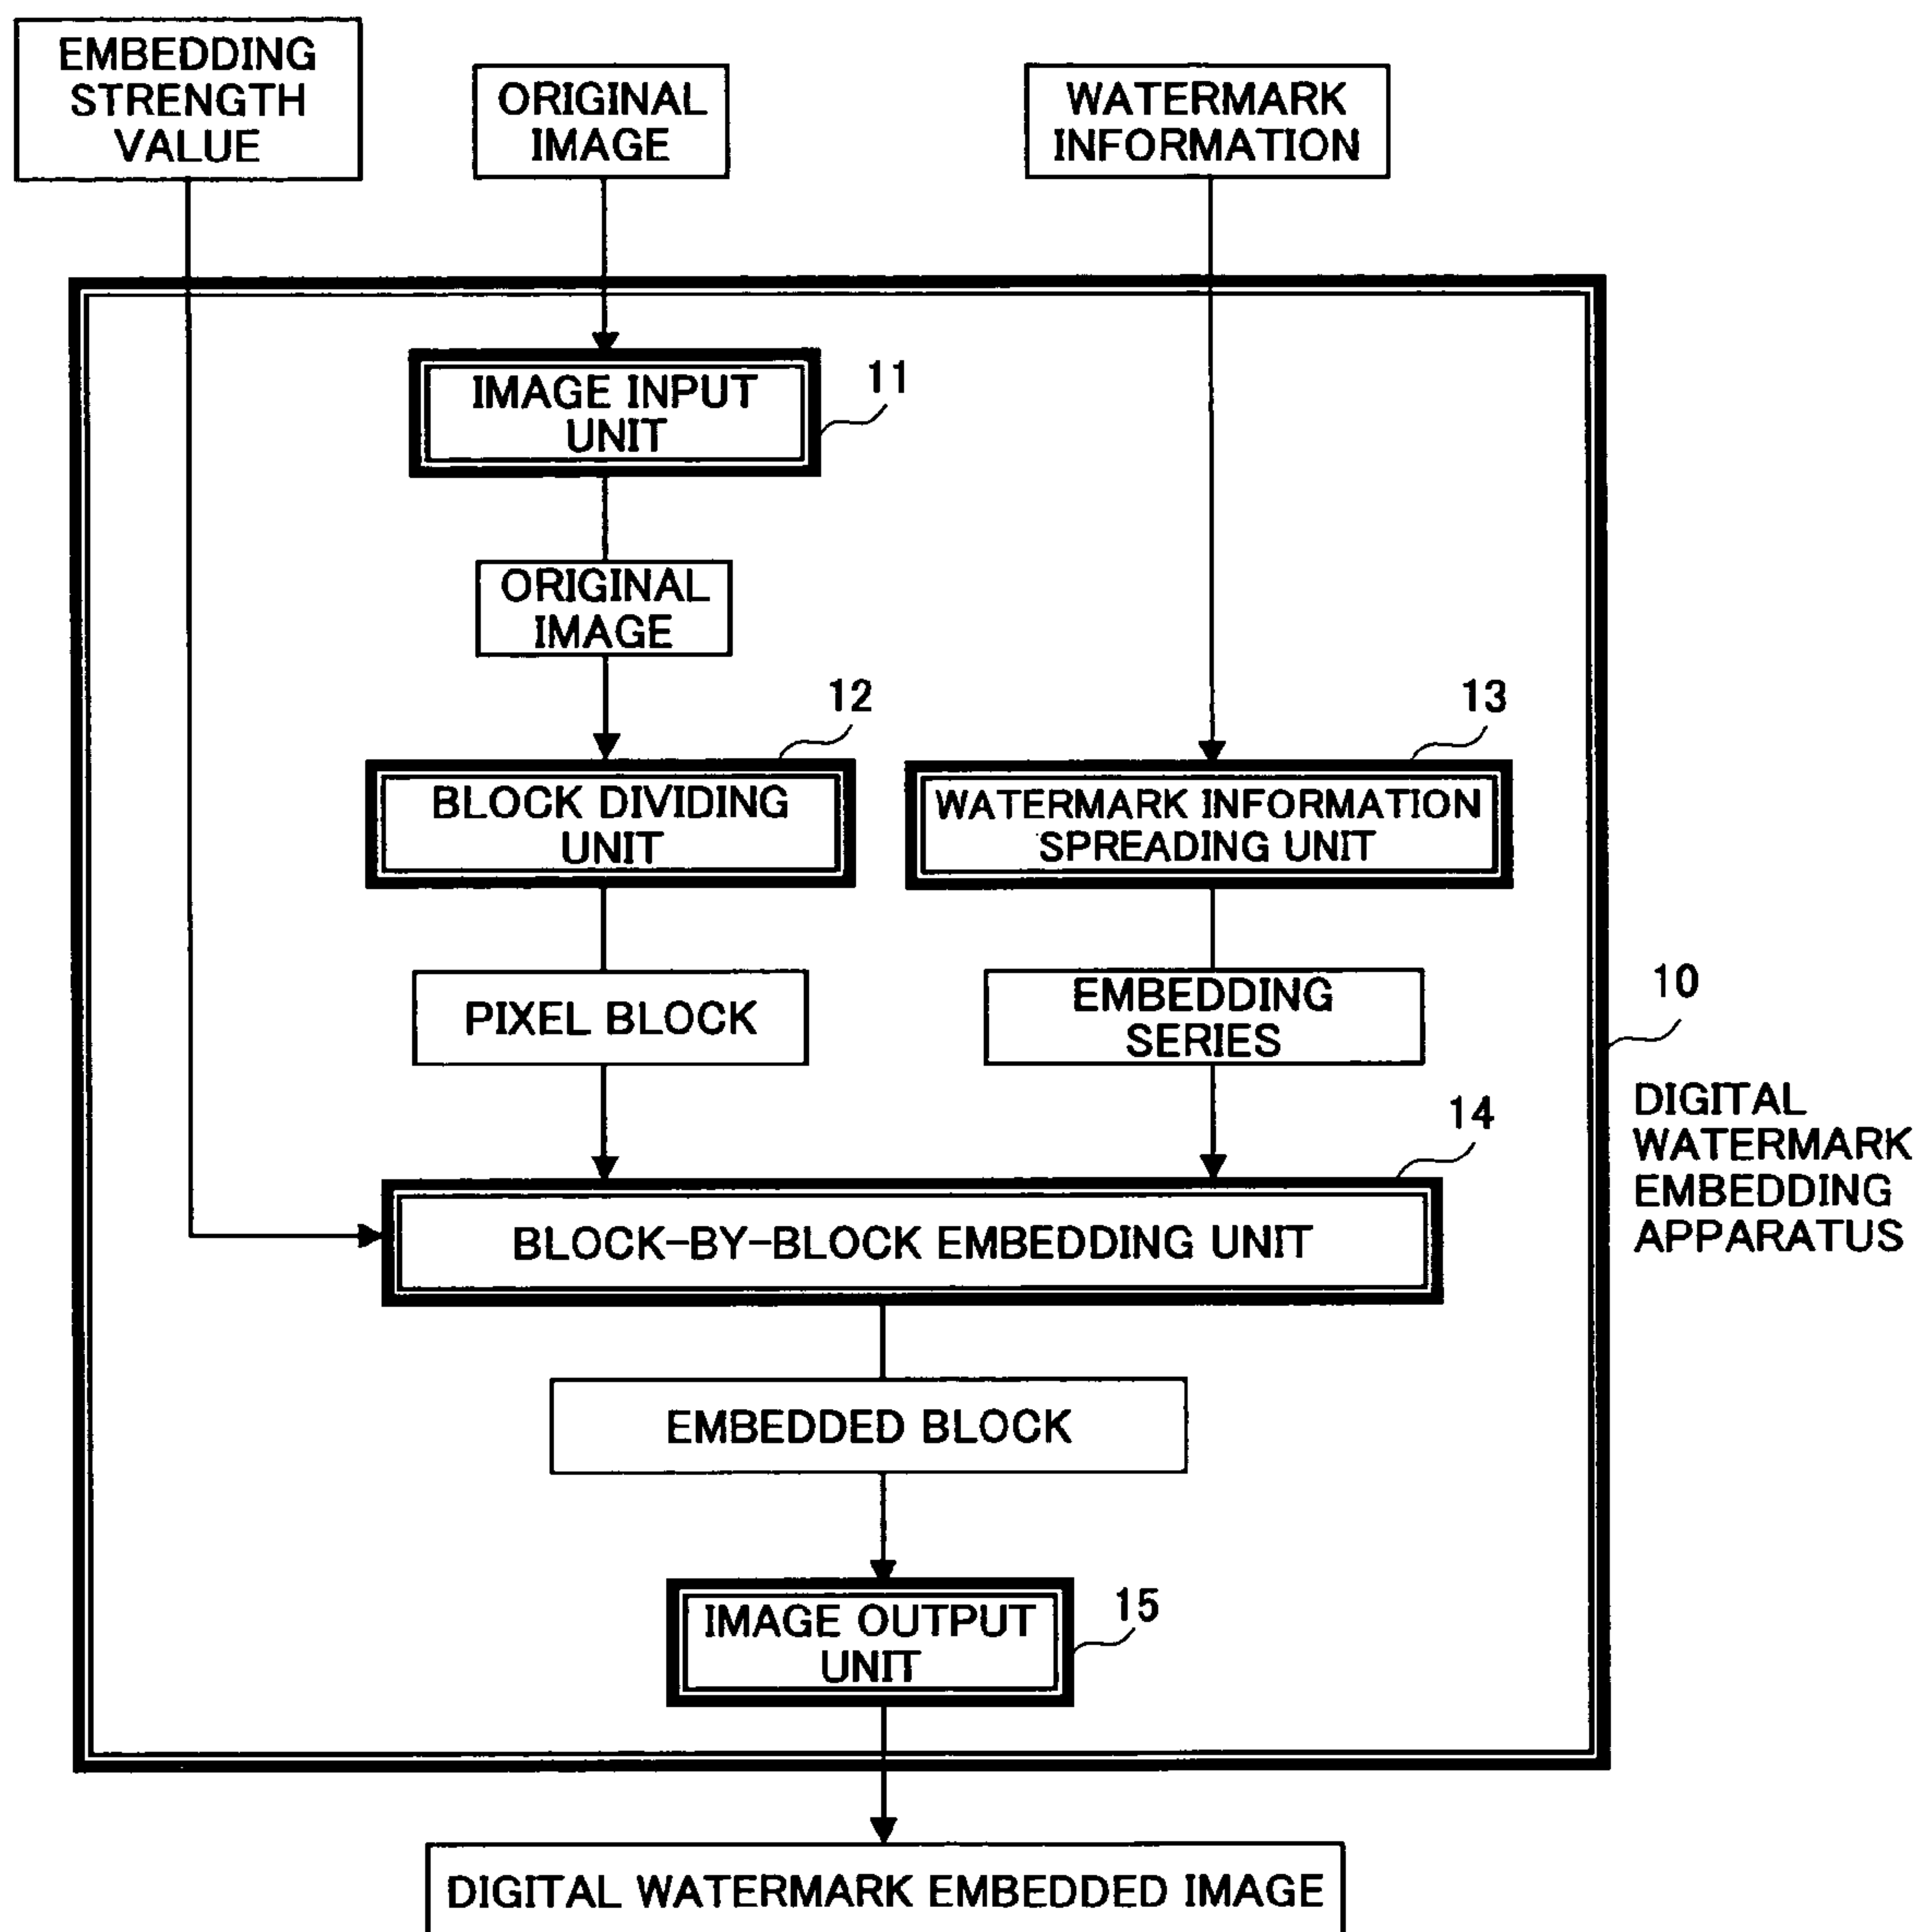 EMBEDDING
STRENGTH
VALUE
ORIGINAL
IMAGE
WATERMARK
INFORMATION
IMAGE INPUT
UNIT
11
ORIGINAL
IMAGE
12
BLOCK DIVIDING
UNIT
13
WATERMARK INFORMATION
SPREADING UNIT
PIXEL BLOCK
EMBEDDING
SERIES
10
DIGITAL
WATERMARK
EMBEDDING
APPARATUS
14
BLOCK-BY-BLOCK EMBEDDING UNIT
EMBEDDED BLOCK
IMAGE OUTPUT
UNIT
15
DIGITAL WATERMARK EMBEDDED IMAGE